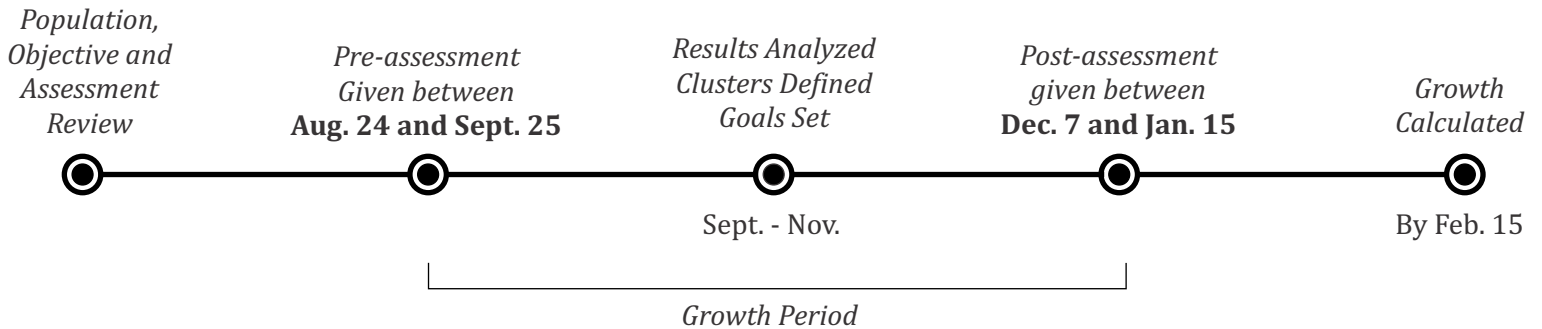 Population,
Objective and
Assessment
Review
Pre-assessment
Given between
Aug. 24 and Sept. 25
Results Analyzed
Clusters Defined
Goals Set
Post-assessment
given between
Dec. 7 and Jan. 15
Growth
Calculated
Sept. - Nov.
By Feb. 15
Growth Period